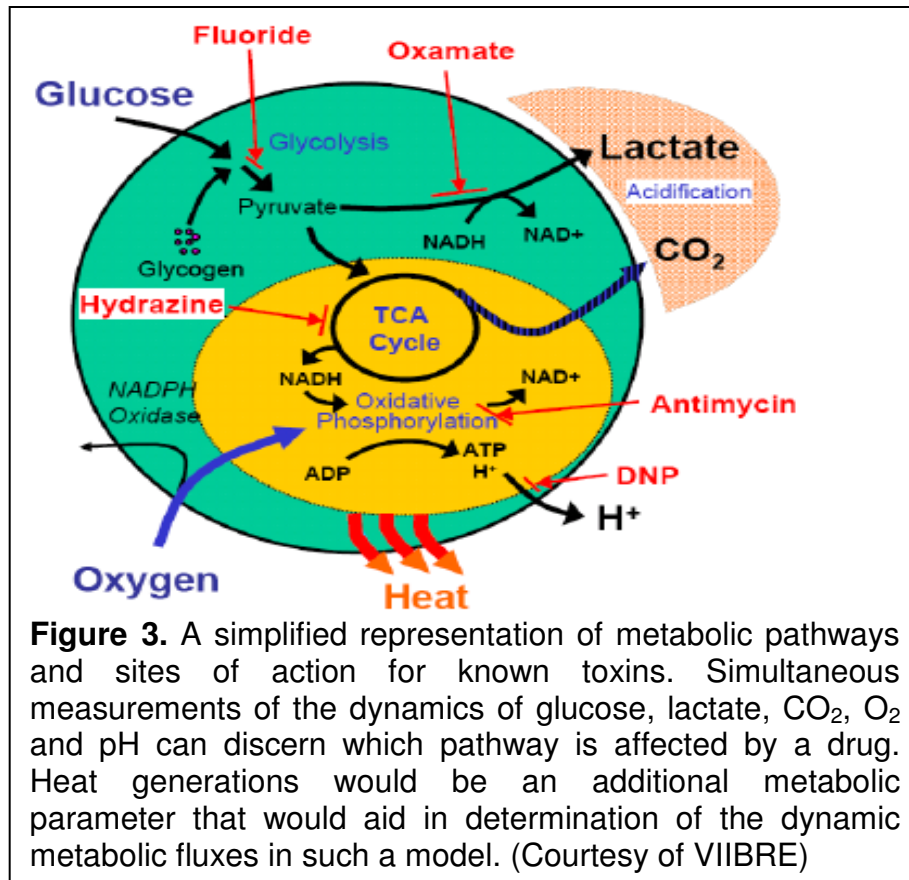 Fluoride
Oxamate
Glucose
Glycolysis
Lactate
Acidification
Pyruvate
NADH
NAD+
CO₂
Glycogen
Hydrazine
TCA
Cycle
NADPH
Oxidase
NADH
NAD+
Oxidative
Phosphorylation
Antimycin
ADP
ATP
H⁺
DNP
H⁺
Oxygen
Heat
Figure 3. A simplified representation of metabolic pathways
and sites of action for known toxins. Simultaneous
measurements of the dynamics of glucose, lactate, CO₂, O₂
and pH can discern which pathway is affected by a drug.
Heat generations would be an additional metabolic
parameter that would aid in determination of the dynamic
metabolic fluxes in such a model. (Courtesy of VIIBRE)